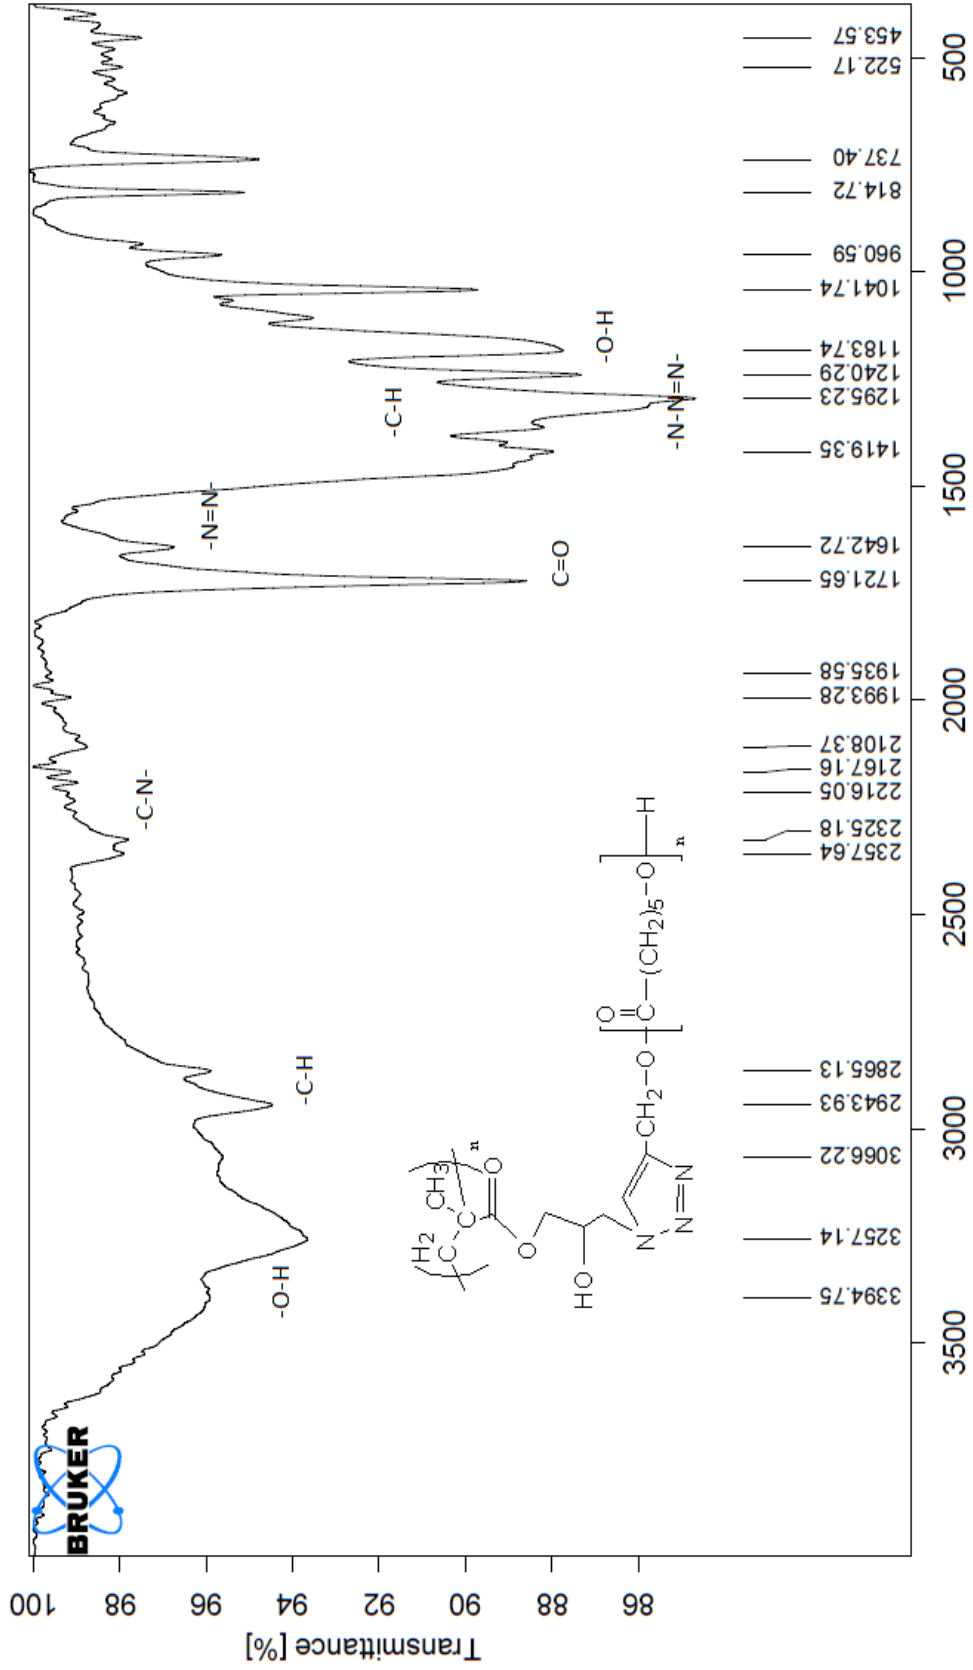 BRUKER
Transmittance [%]
100
98
96
94
92
90
88
86
-O-H
-C-H
-C-N-
C=O
-N=N-
-C-H
-N-N=N-
-O-H
H2
C
CH3
n
C
O
O
HO
N
N
N
CH2
O
O
C
(CH2)5
O
H
n
3394.75
3257.14
3066.22
2943.93
2865.13
2357.64
2325.18
2216.05
2167.16
2108.37
1993.28
1935.58
1721.65
1642.72
1419.35
1295.23
1240.29
1183.74
1041.74
960.59
814.72
737.40
522.17
453.57
3500
3000
2500
2000
1500
1000
500